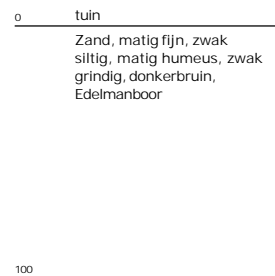 0 tuin
Zand, matig fijn, zwak
siltig, matig humeus, zwak
grindig, donkerbruin,
Edelmanboor
100